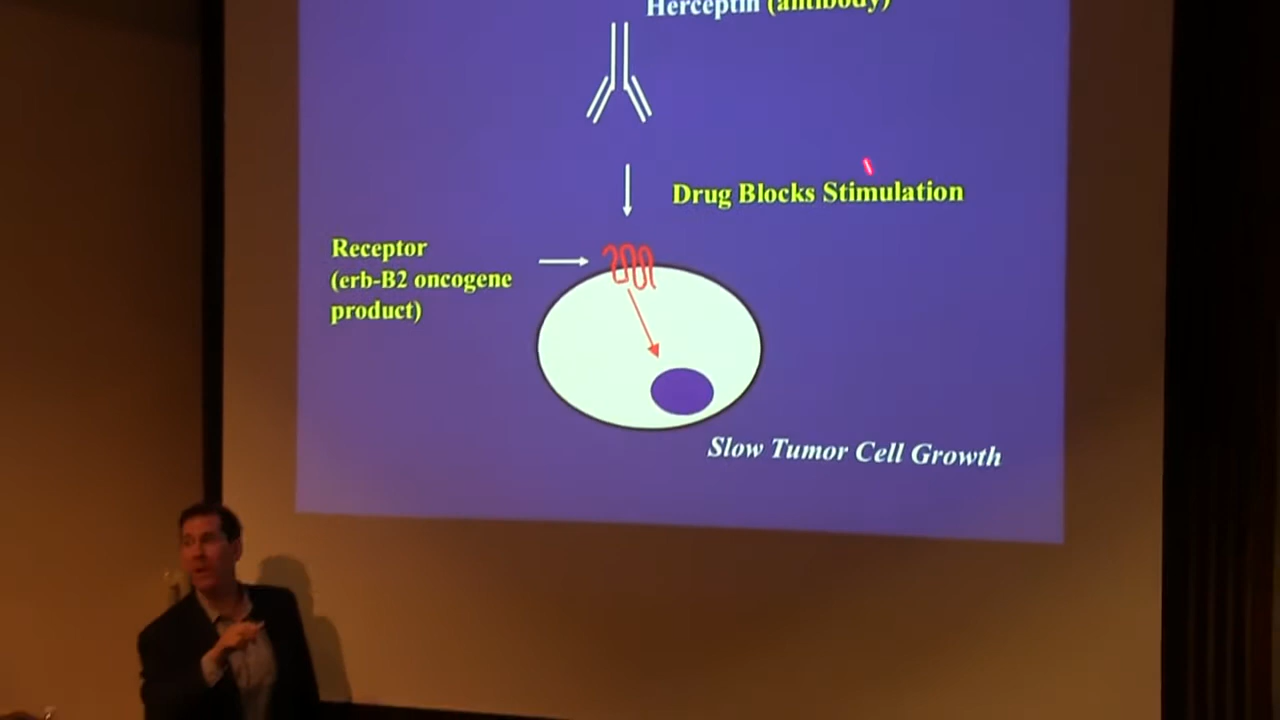 Herceptin (antibody)
Drug Blocks Stimulation
Receptor
(erb-B2 oncogene
product)
Slow Tumor Cell Growth